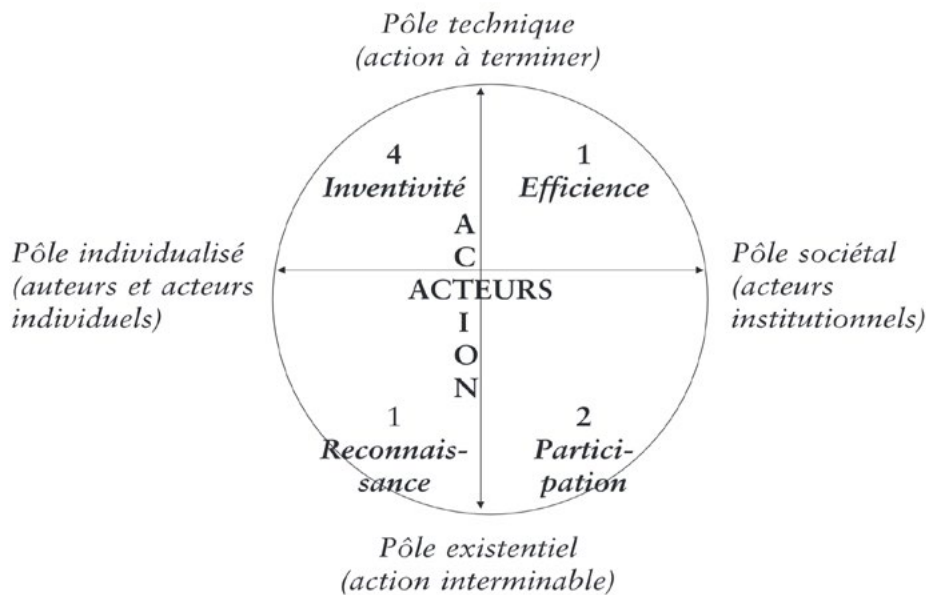 Pôle technique
(action à terminer)
4
Inventivité
1
Efficience
Pôle individualisé
(auteurs et acteurs
individuels)
A
C
ACTEURS
I
O
N
Pôle sociétal
(acteurs
institutionnels)
1
Reconnais-
sance
2
Partici-
pation
Pôle existentiel
(action interminable)